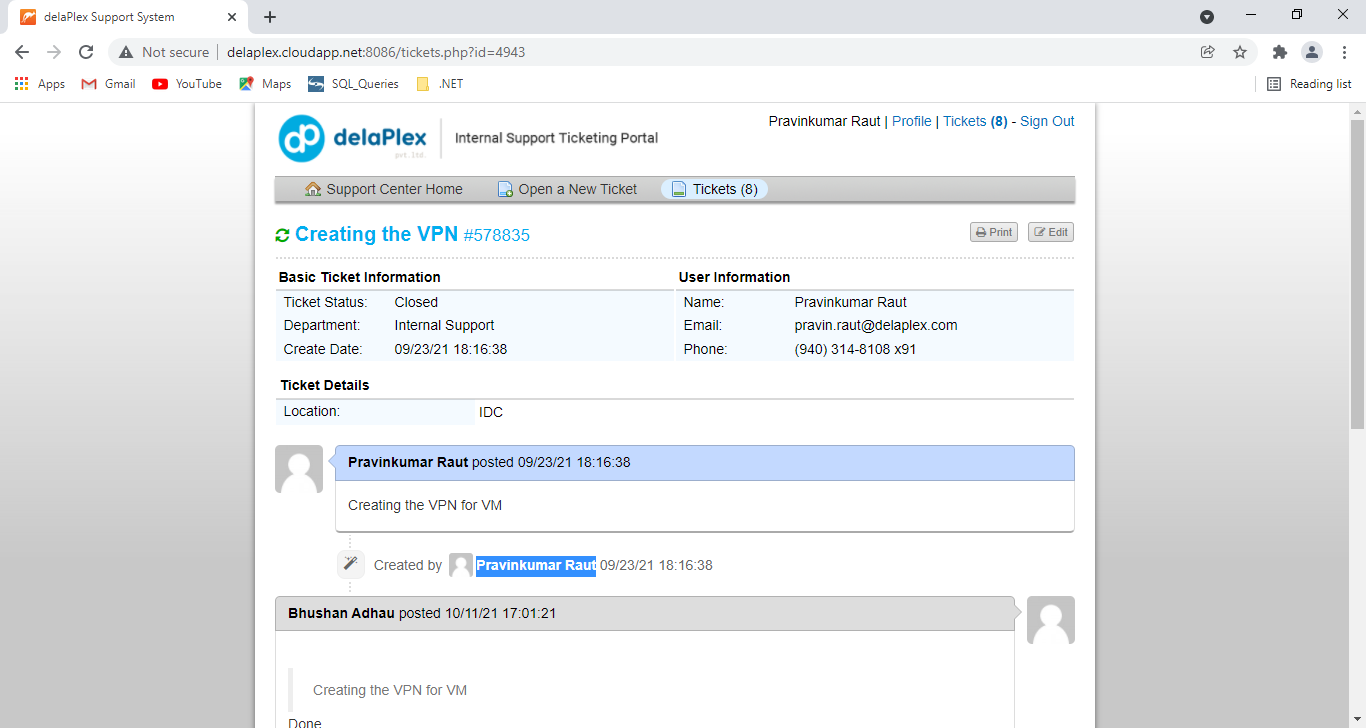 delaPlex Support System
Not secure delaplex.cloudapp.net:8086/tickets.php?id=4943
Apps Gmail YouTube Maps SQL_Queries .NET Reading list
Pravinkumar Raut | Profile | Tickets (8) - Sign Out
dp delaPlex pvt. ltd. Internal Support Ticketing Portal
Support Center Home Open a New Ticket Tickets (8)
Creating the VPN #578835 Print Edit
Basic Ticket Information User Information
Ticket Status: Closed Name: Pravinkumar Raut
Department: Internal Support Email: pravin.raut@delaplex.com
Create Date: 09/23/21 18:16:38 Phone: (940) 314-8108 x91
Ticket Details
Location: IDC
Pravinkumar Raut posted 09/23/21 18:16:38
Creating the VPN for VM
Created by Pravinkumar Raut 09/23/21 18:16:38
Bhushan Adhau posted 10/11/21 17:01:21
Creating the VPN for VM
Done